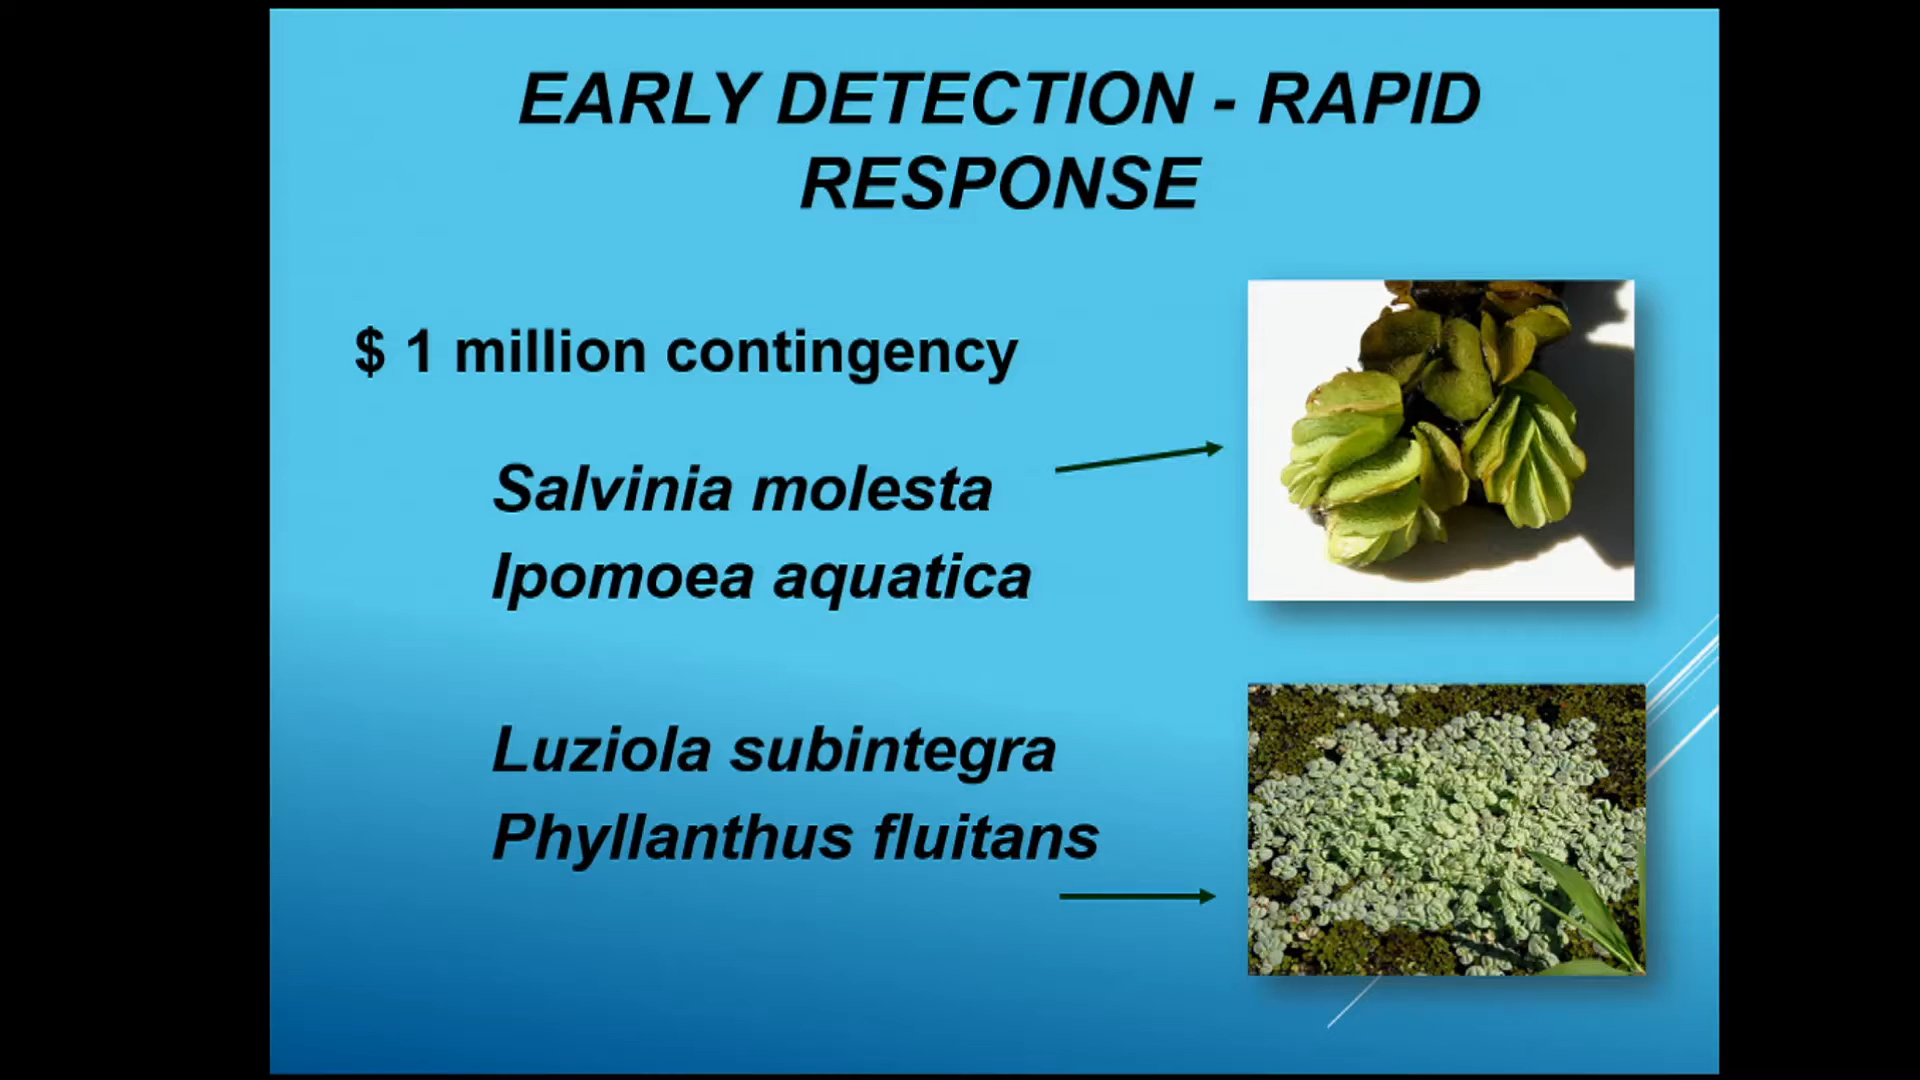 EARLY DETECTION - RAPID
RESPONSE
$ 1 million contingency
Salvinia molesta
Ipomoea aquatica
Luziola subintegra
Phyllanthus fluitans